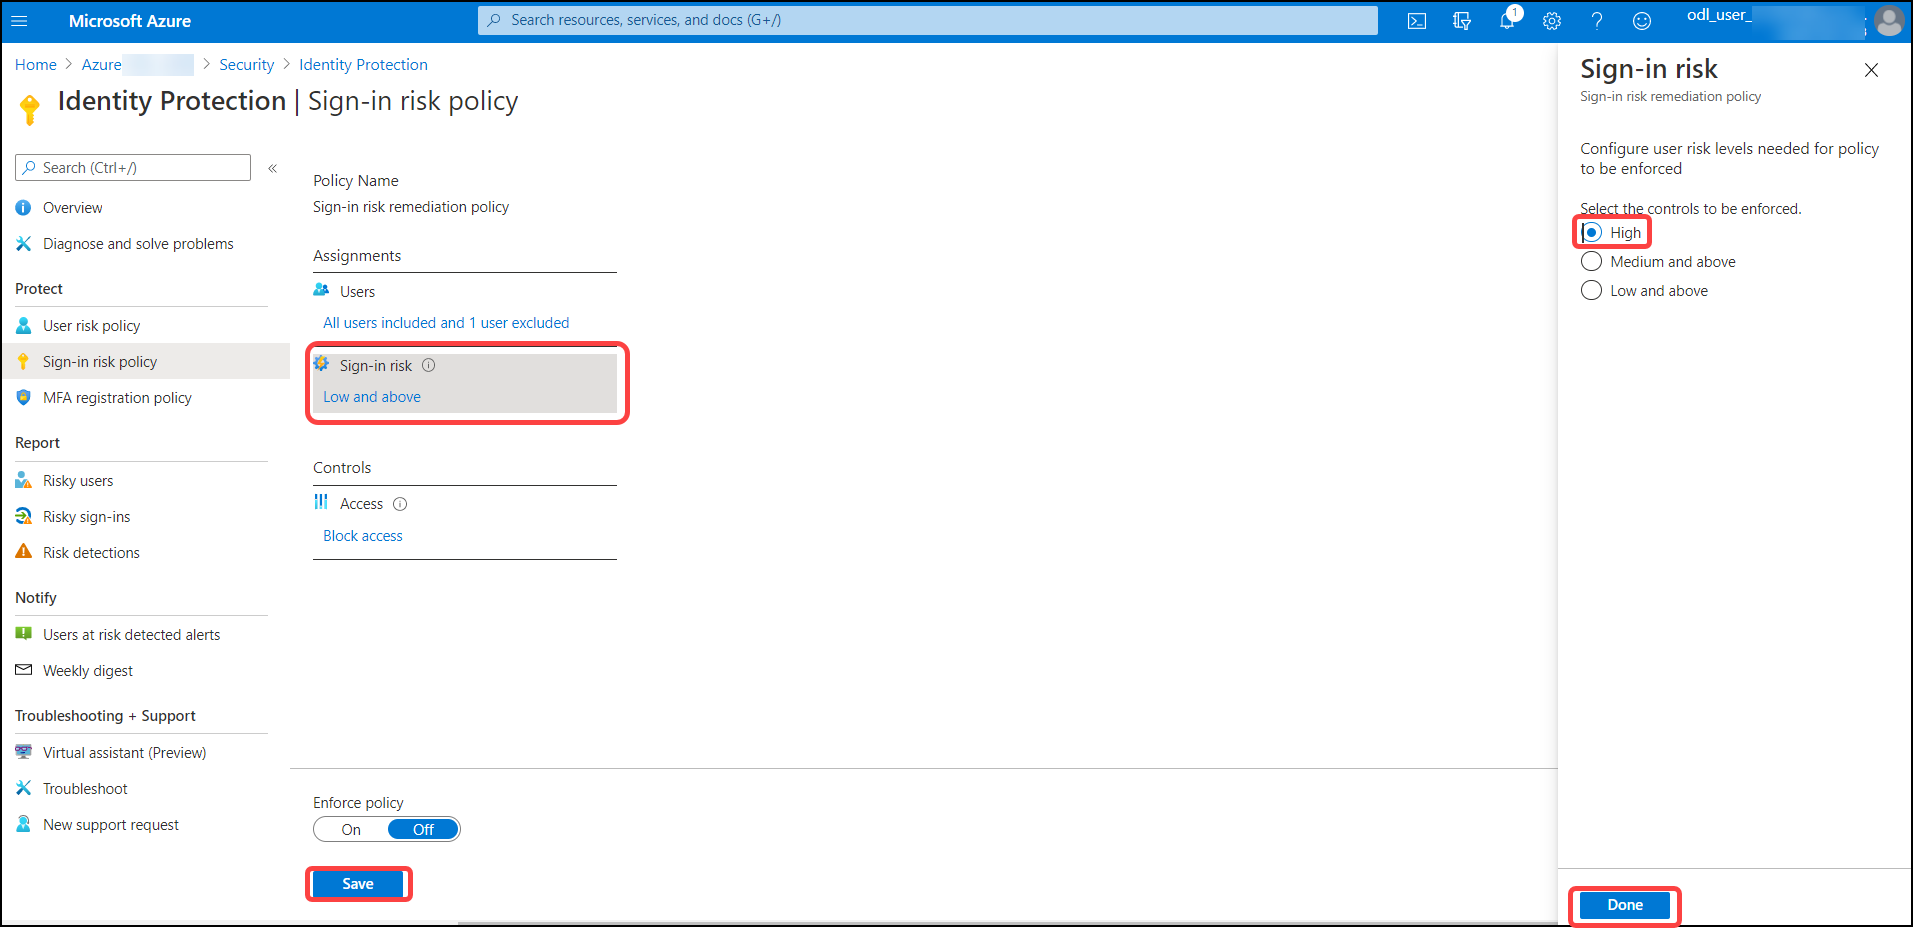 Microsoft Azure
Search resources, services, and docs (G+/)
1
odl_user_
Home > Azure > Security > Identity Protection
Identity Protection | Sign-in risk policy
Search (Ctrl+/)
«
Overview
Diagnose and solve problems
Protect
User risk policy
Sign-in risk policy
MFA registration policy
Report
Risky users
Risky sign-ins
Risk detections
Notify
Users at risk detected alerts
Weekly digest
Troubleshooting + Support
Virtual assistant (Preview)
Troubleshoot
New support request
Policy Name
Sign-in risk remediation policy
Assignments
Users
All users included and 1 user excluded
Sign-in risk
Low and above
Controls
Access
Block access
Enforce policy
On Off
Save
Sign-in risk
Sign-in risk remediation policy
Configure user risk levels needed for policy
to be enforced
Select the controls to be enforced.
High
Medium and above
Low and above
Done